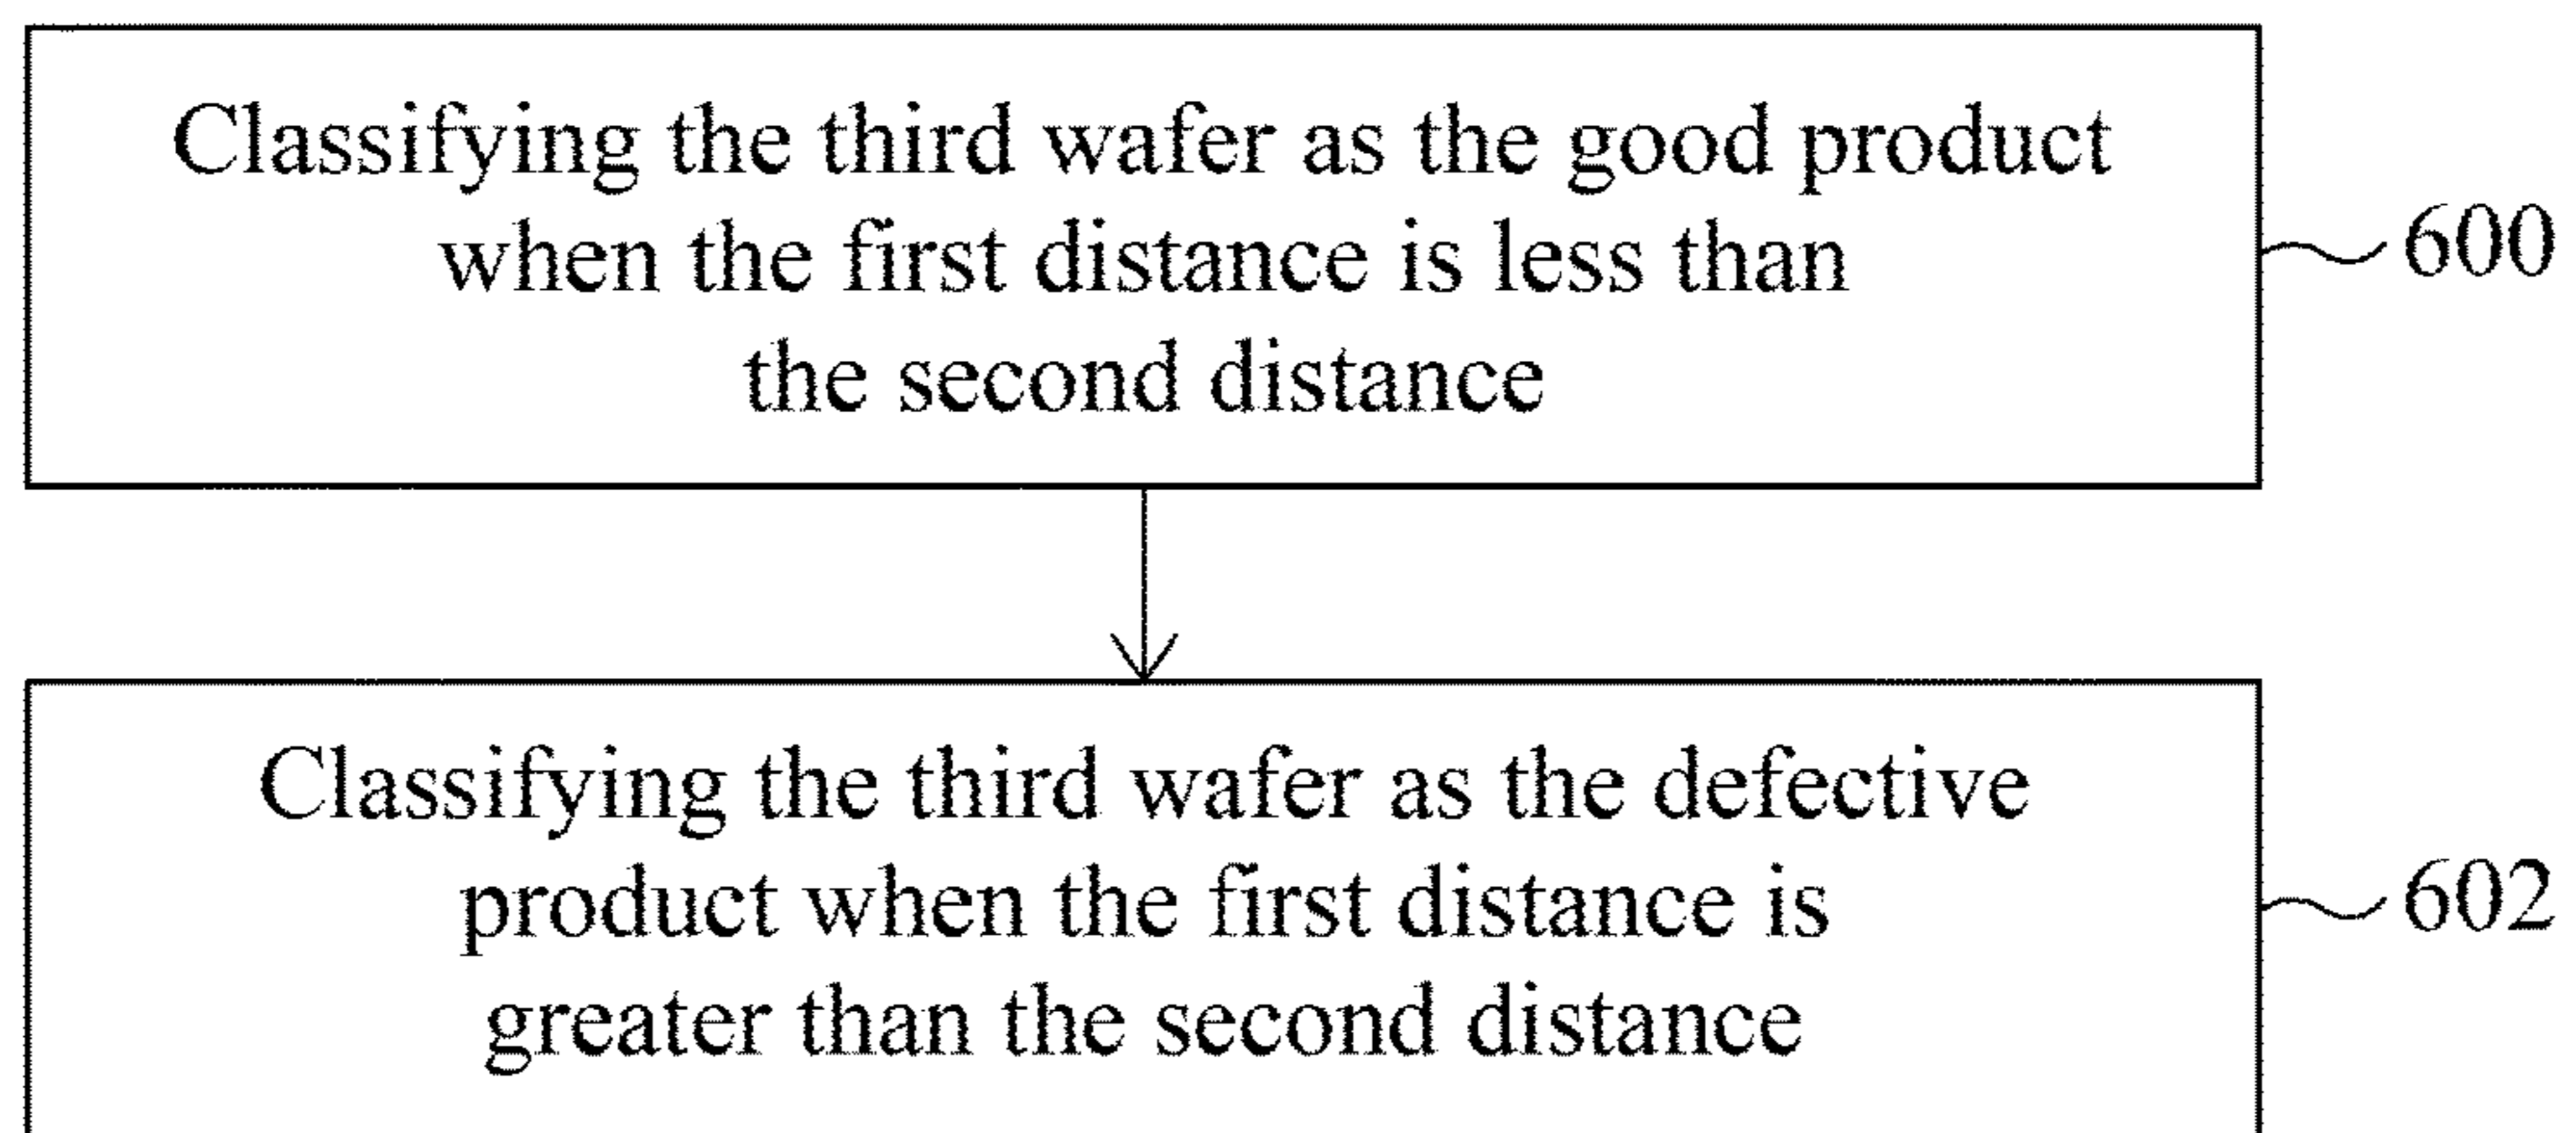 Classifying the third wafer as the good product
when the first distance is less than
the second distance
600
Classifying the third wafer as the defective
product when the first distance is
greater than the second distance
602